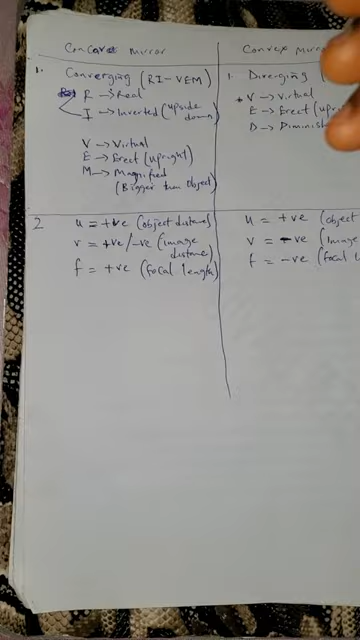 Concave Mirror
Convex Mirro
1. Converging (RI-VEM)
R → Real
I → Inverted (upside down)
V → Virtual
E → Erect (upright)
M → Magnified
(Bigger than object)
1. Diverging (
V → Virtual
E → Erect (upr
D → Diminis
2 u = +ve (object distance)
v = +ve/-ve (image distance)
f = +ve (focal length)
u = +ve (object
v = -ve (Image
f = -ve (focal l